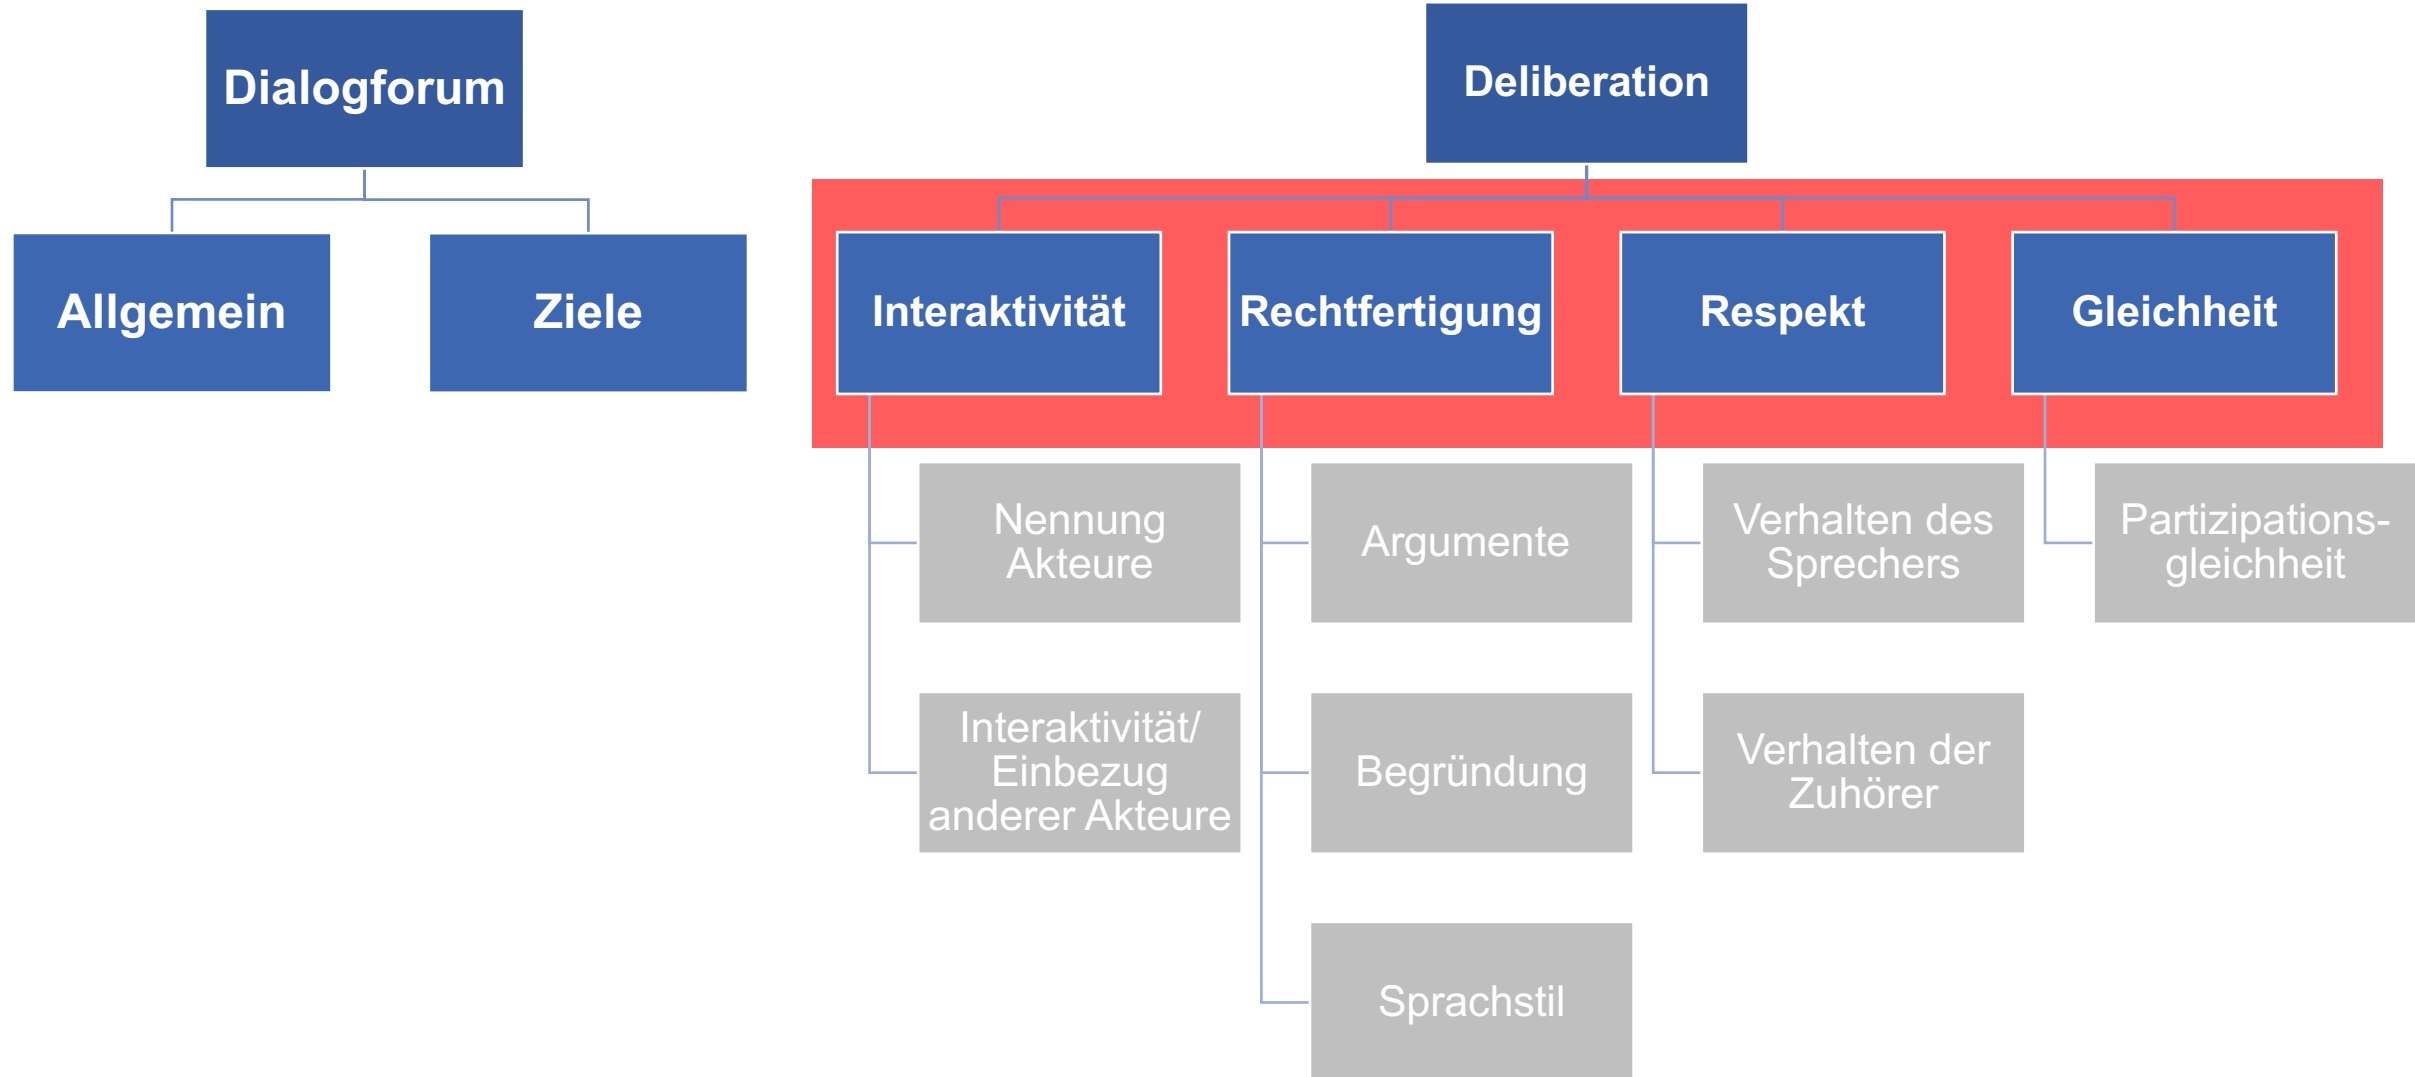 Dialogforum
Deliberation
Allgemein
Ziele
Interaktivität
Rechtfertigung
Respekt
Gleichheit
Nennung
Akteure
Argumente
Verhalten des
Sprechers
Partizipations-
gleichheit
Interaktivität/
Einbezug
anderer Akteure
Begründung
Verhalten der
Zuhörer
Sprachstil